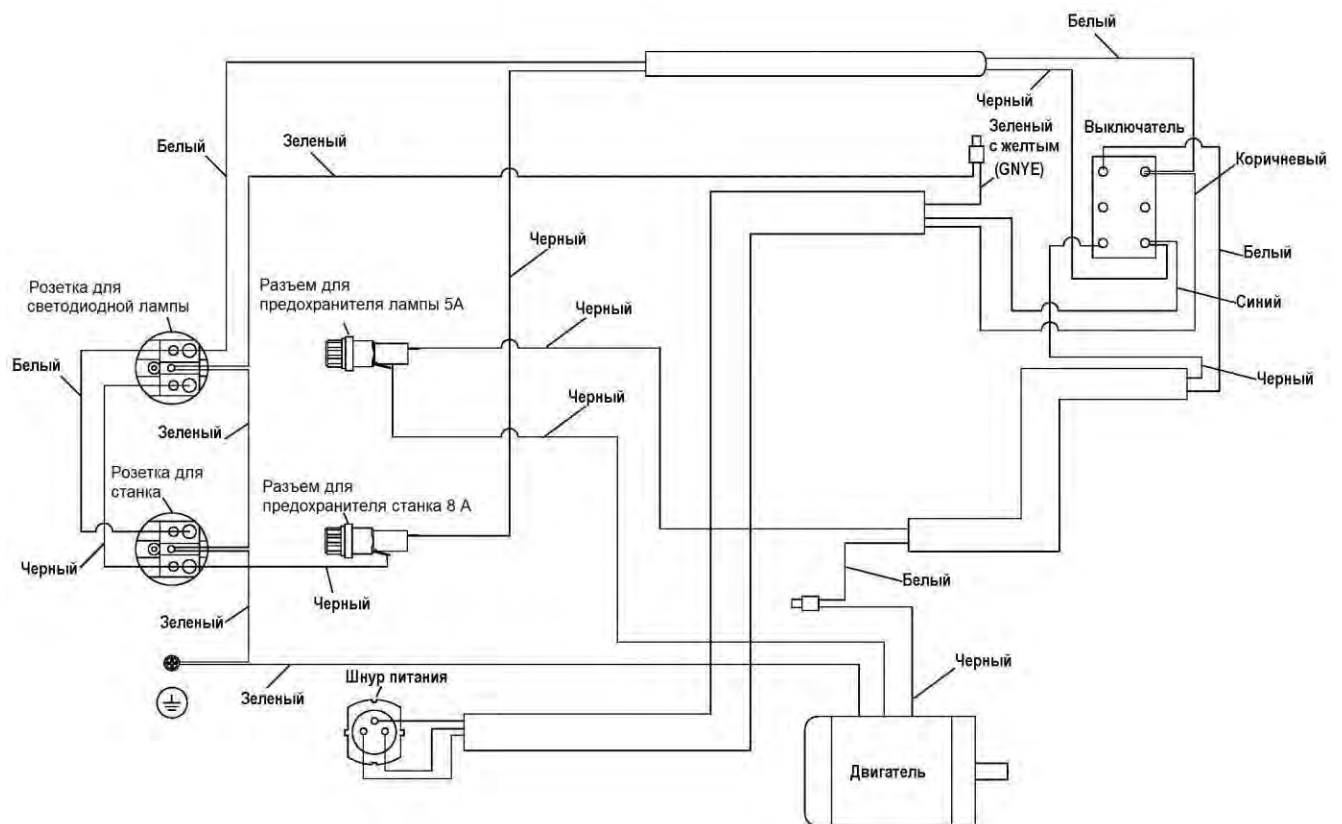 Белый
Черный
Зеленый
с желтым
(GNYE)
Выключатель
Коричневый
Белый
Зеленый
Черный
Белый
Синий
Розетка для
светодиодной лампы
Разъем для
предохранителя лампы 5А
Черный
Белый
Черный
Черный
Зеленый
Розетка для
станка
Разъем для
предохранителя станка 8 А
Черный
Черный
Белый
Зеленый
Черный
Зеленый
Шнур питания
Двигатель